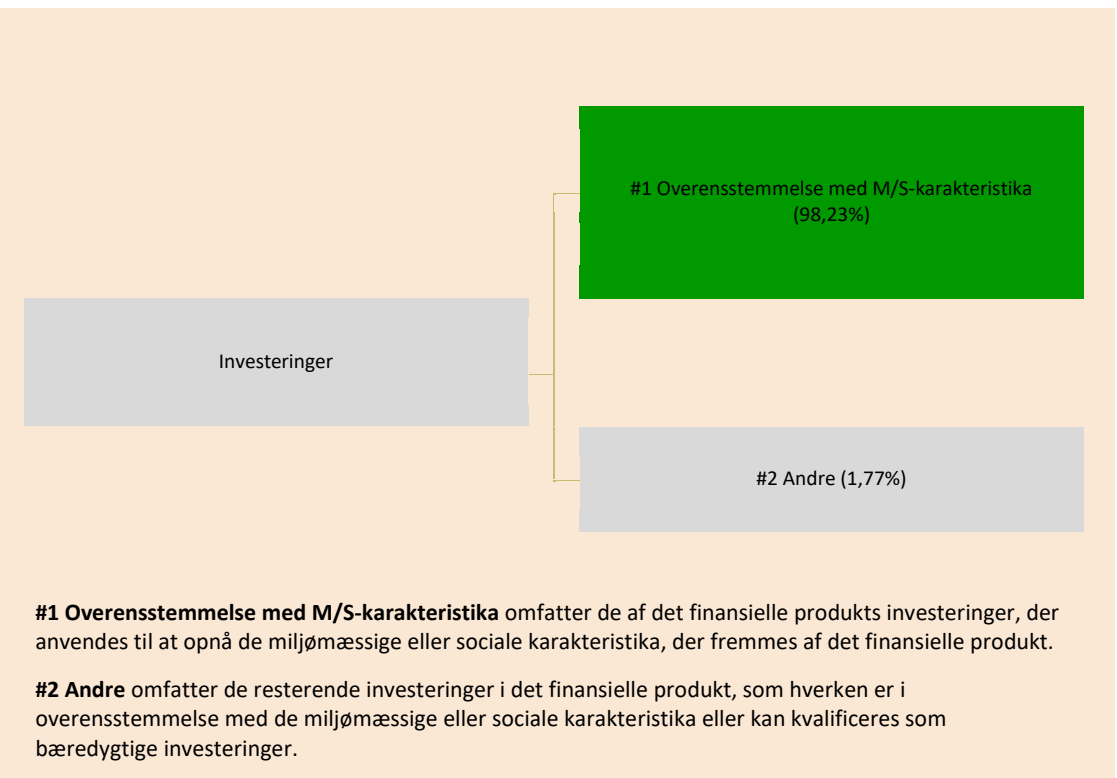 #1 Overensstemmelse med M/S-karakteristika
(98,23%)
Investeringer
#2 Andre (1,77%)
#1 Overensstemmelse med M/S-karakteristika omfatter de af det finansielle produkts investeringer, der
anvendes til at opnå de miljømæssige eller sociale karakteristika, der fremmes af det finansielle produkt.
#2 Andre omfatter de resterende investeringer i det finansielle produkt, som hverken er i
overensstemmelse med de miljømæssige eller sociale karakteristika eller kan kvalificeres som
bæredygtige investeringer.